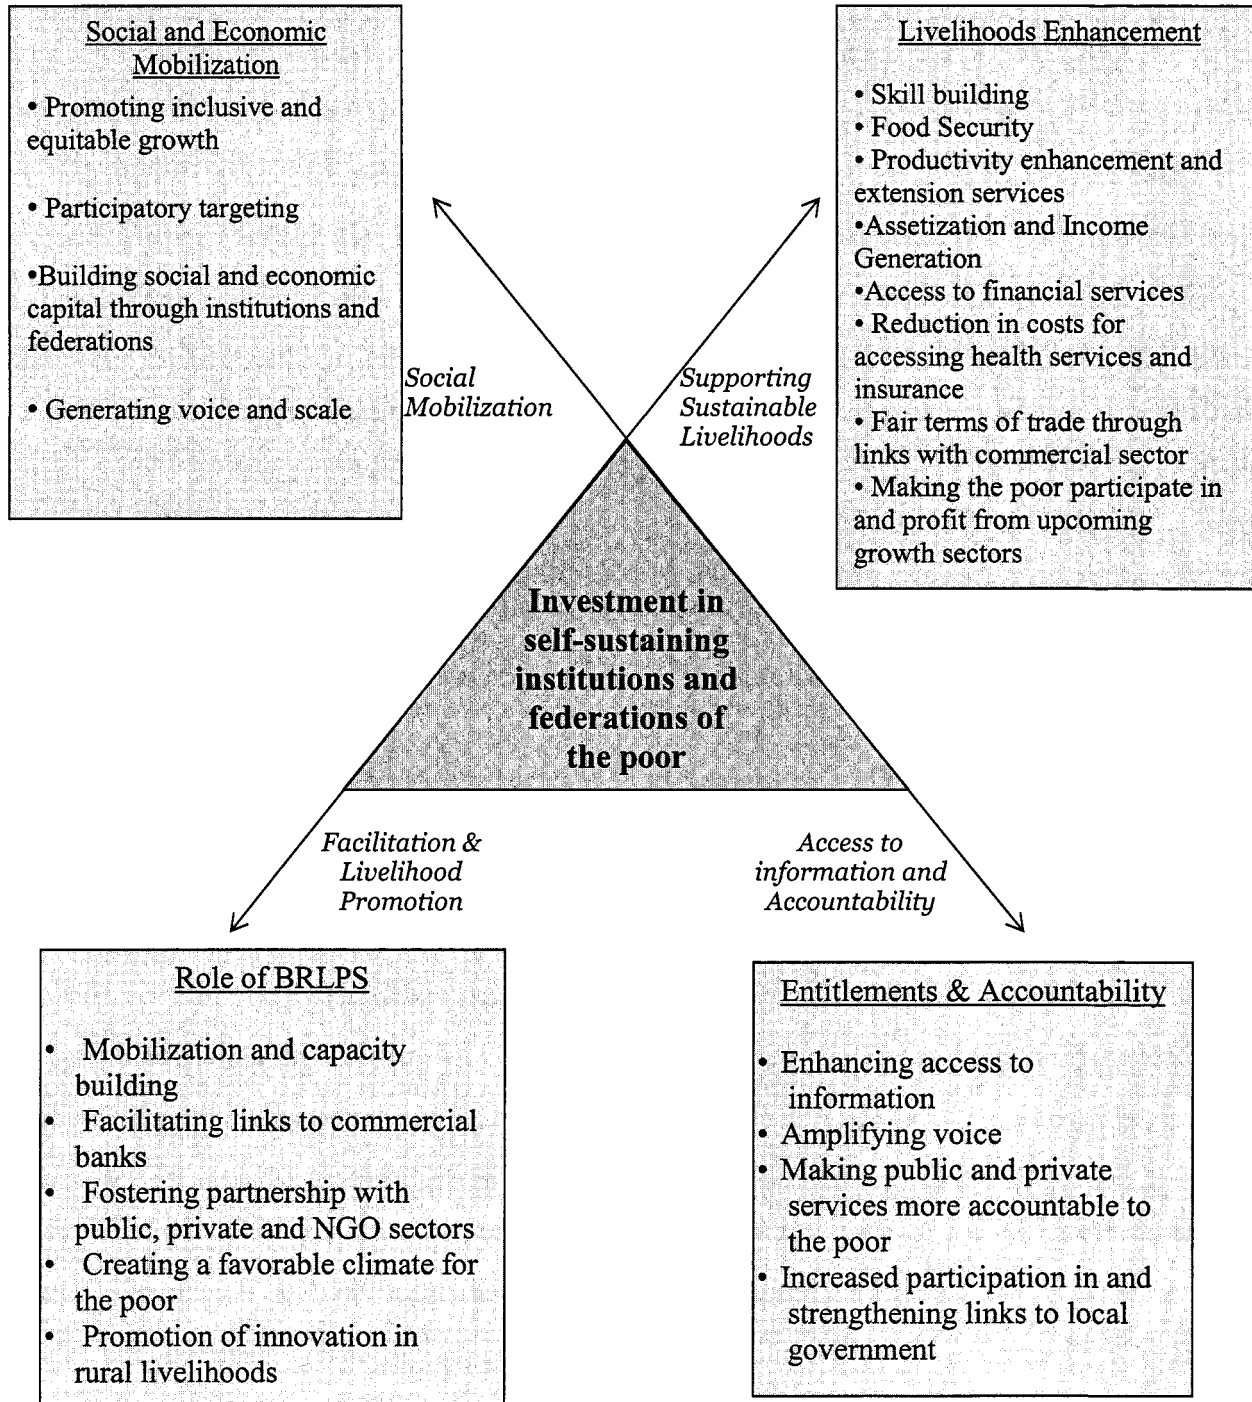 Social and Economic
Mobilization
• Promoting inclusive and
equitable growth
• Participatory targeting
•Building social and economic
capital through institutions and
federations
• Generating voice and scale
Livelihoods Enhancement
• Skill building
• Food Security
• Productivity enhancement and
extension services
•Assetization and Income
Generation
•Access to financial services
• Reduction in costs for
accessing health services and
insurance
• Fair terms of trade through
links with commercial sector
• Making the poor participate in
and profit from upcoming
growth sectors
Social
Mobilization
Supporting
Sustainable
Livelihoods
Investment in
self-sustaining
institutions and
federations of
the poor
Facilitation &
Livelihood
Promotion
Access to
information and
Accountability
Role of BRLPS
• Mobilization and capacity
building
• Facilitating links to commercial
banks
• Fostering partnership with
public, private and NGO sectors
• Creating a favorable climate for
the poor
• Promotion of innovation in
rural livelihoods
Entitlements & Accountability
• Enhancing access to
information
• Amplifying voice
• Making public and private
services more accountable to
the poor
• Increased participation in and
strengthening links to local
government